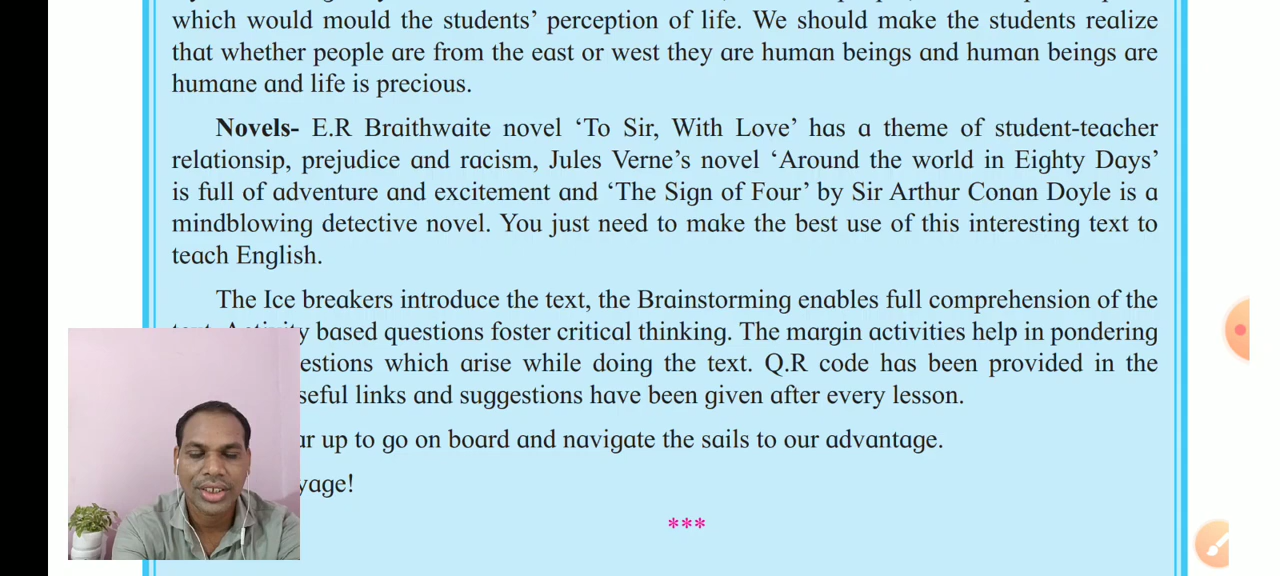 which would mould the students' perception of life. We should make the students realize
that whether people are from the east or west they are human beings and human beings are
humane and life is precious.
Novels- E.R Braithwaite novel 'To Sir, With Love' has a theme of student-teacher
relationsip, prejudice and racism, Jules Verne's novel 'Around the world in Eighty Days'
is full of adventure and excitement and 'The Sign of Four' by Sir Arthur Conan Doyle is a
mindblowing detective novel. You just need to make the best use of this interesting text to
teach English.
The Ice breakers introduce the text, the Brainstorming enables full comprehension of the
based questions foster critical thinking. The margin activities help in pondering
which arise while doing the text. Q.R code has been provided in the
links and suggestions have been given after every lesson.
up to go on board and navigate the sails to our advantage.
***